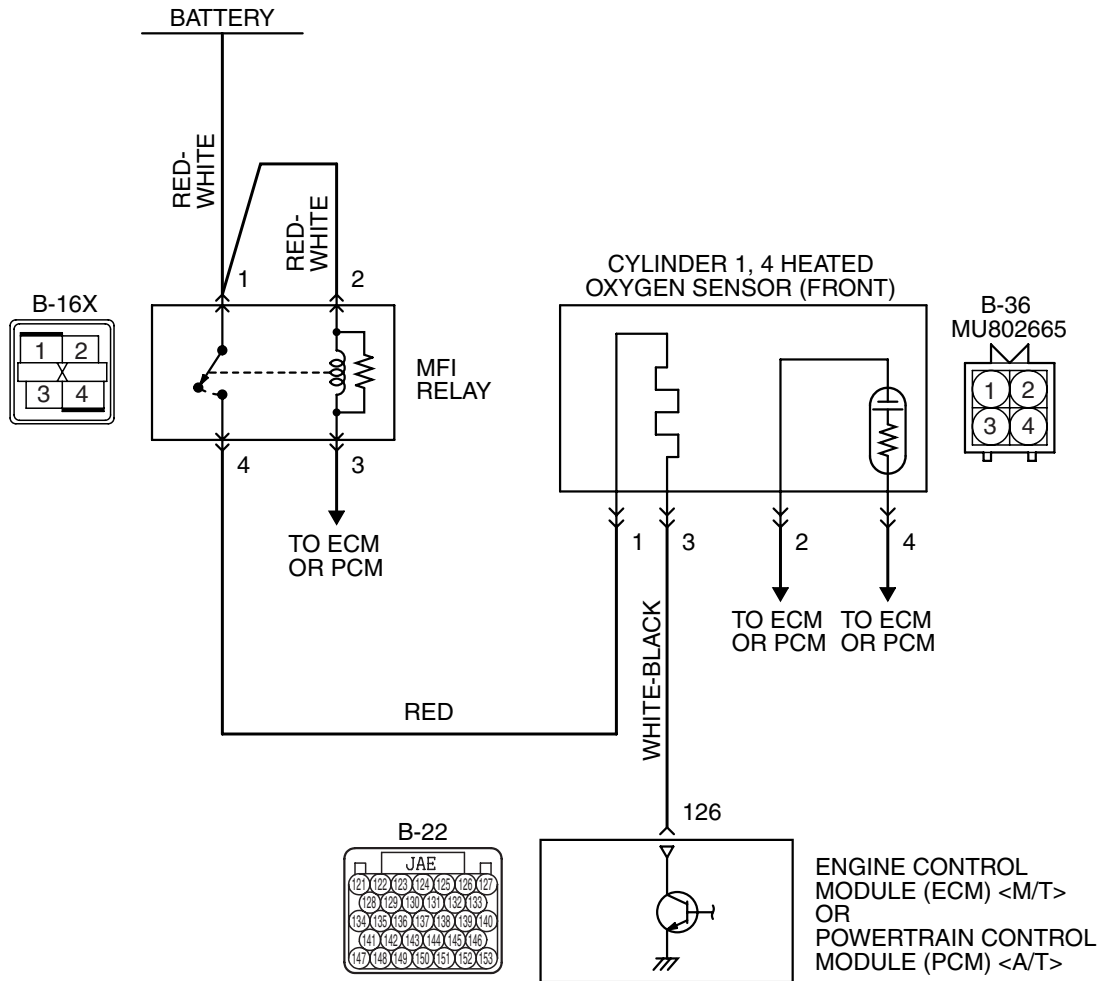 BATTERY
RED-
WHITE
RED-
WHITE
1
2
B-16X
1 2
X
3 4
MFI
RELAY
4
3
TO ECM
OR PCM
CYLINDER 1, 4 HEATED
OXYGEN SENSOR (FRONT)
B-36
MU802665
1 2
3 4
1
3
2
4
TO ECM
OR PCM
TO ECM
OR PCM
RED
WHITE-BLACK
126
B-22
JAE
121 122 123 124 125 126 127
128 129 130 131 132 133
134 135 136 137 138 139 140
141 142 143 144 145 146
147 148 149 150 151 152 153
ENGINE CONTROL
MODULE (ECM) <M/T>
OR
POWERTRAIN CONTROL
MODULE (PCM) <A/T>